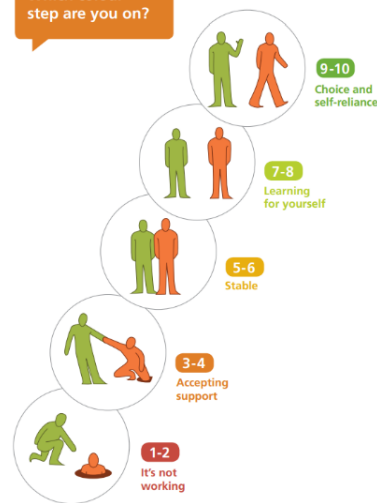 step are you on?
9-10
Choice and
self-reliance
7-8
Learning
for yourself
5-6
Stable
3-4
Accepting
support
1-2
It's not
working